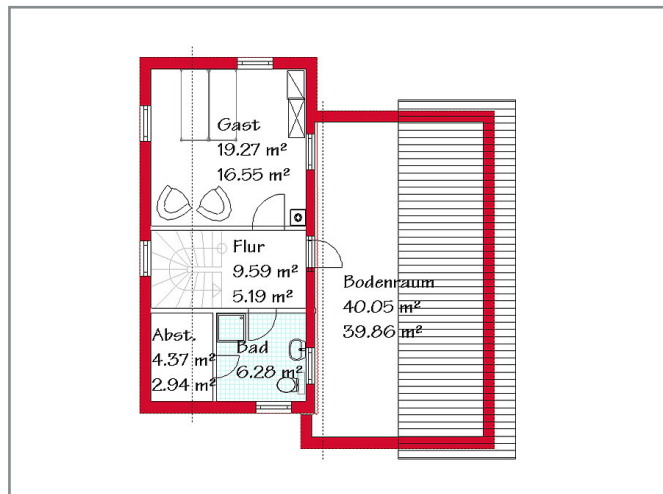 Gast
19.27 m²
16.55 m²
Flur
9.59 m²
5.19 m²
Bodenraum
40.05 m²
39.86 m²
Abst.
4.37 m²
2.94 m²
Bad
6.28 m²